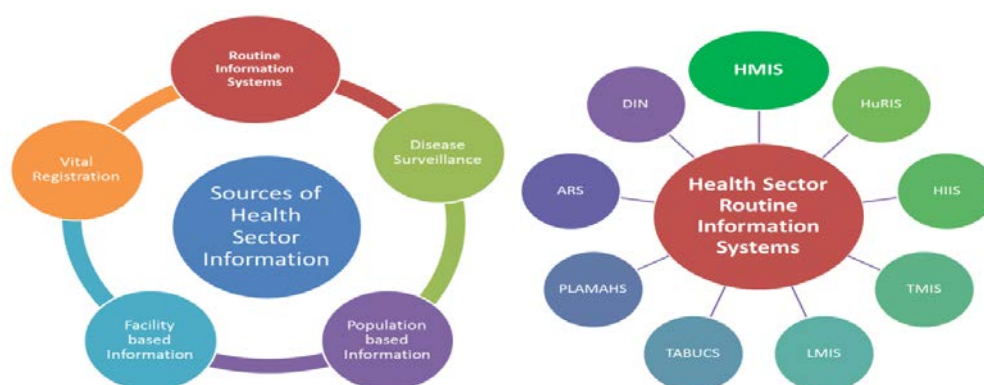 Routine
Information
Systems
Disease
Surveillance
Population
based
Information
Facility
based
Information
Vital
Registration
Sources of
Health
Sector
Information
HMIS
HuRIS
HIIS
TMIS
LMIS
TABUCS
PLAMAHS
ARS
DIN
Health Sector
Routine
Information
Systems